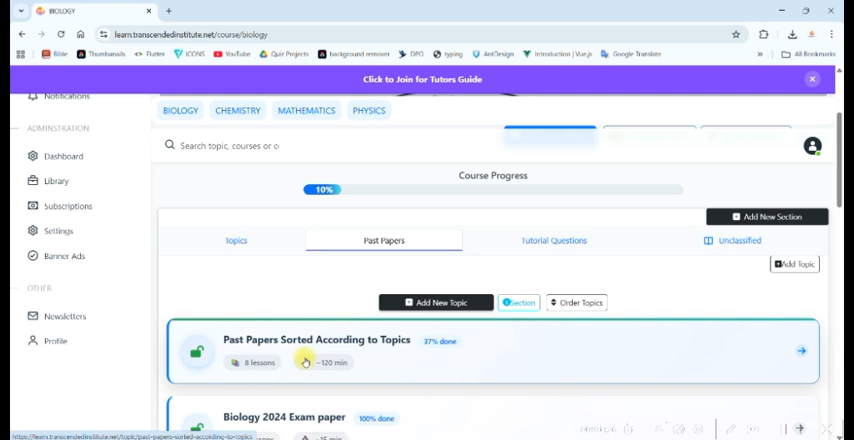 BIOLOGY
learn.transcendedinstitute.net/course/biology
Bible
Thumbnails
Flutter
ICONS
YouTube
Quiz Projects
background remover
typing
AntDesign
Introduction | Vue.js
Google Translate
All Bookmarks
Click to Join for Tutors Guide
Notifications
BIOLOGY
CHEMISTRY
MATHEMATICS
PHYSICS
ADMINSTRATION
Search topic, courses or c
Dashboard
Course Progress
Library
10%
Subscriptions
Add New Section
Settings
Topics
Past Papers
Tutorial Questions
Unclassified
Banner Ads
Add Topic
OTHER
Add New Topic
Section
Order Topics
Newsletters
Past Papers Sorted According to Topics
37% done
Profile
8 lessons
~120 min
Biology 2024 Exam paper
100% done
https://learn.transcendedinstitute.net/topic/past-papers-sorted-according-to-topics